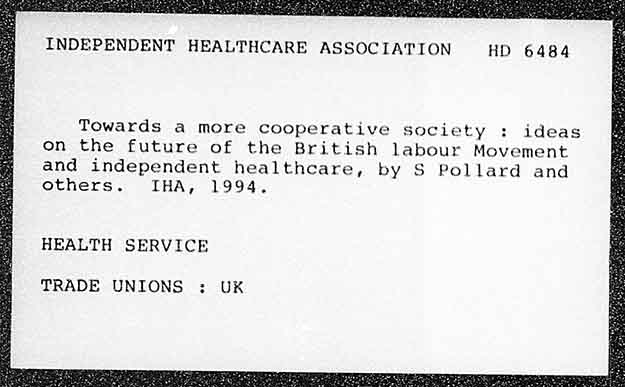 INDEPENDENT HEALTHCARE ASSOCIATION HD 6484
Towards a more cooperative society : ideas
on the future of the British labour Movement
and independent healthcare, by S Pollard and
others. IHA, 1994.
HEALTH SERVICE
TRADE UNIONS : UK